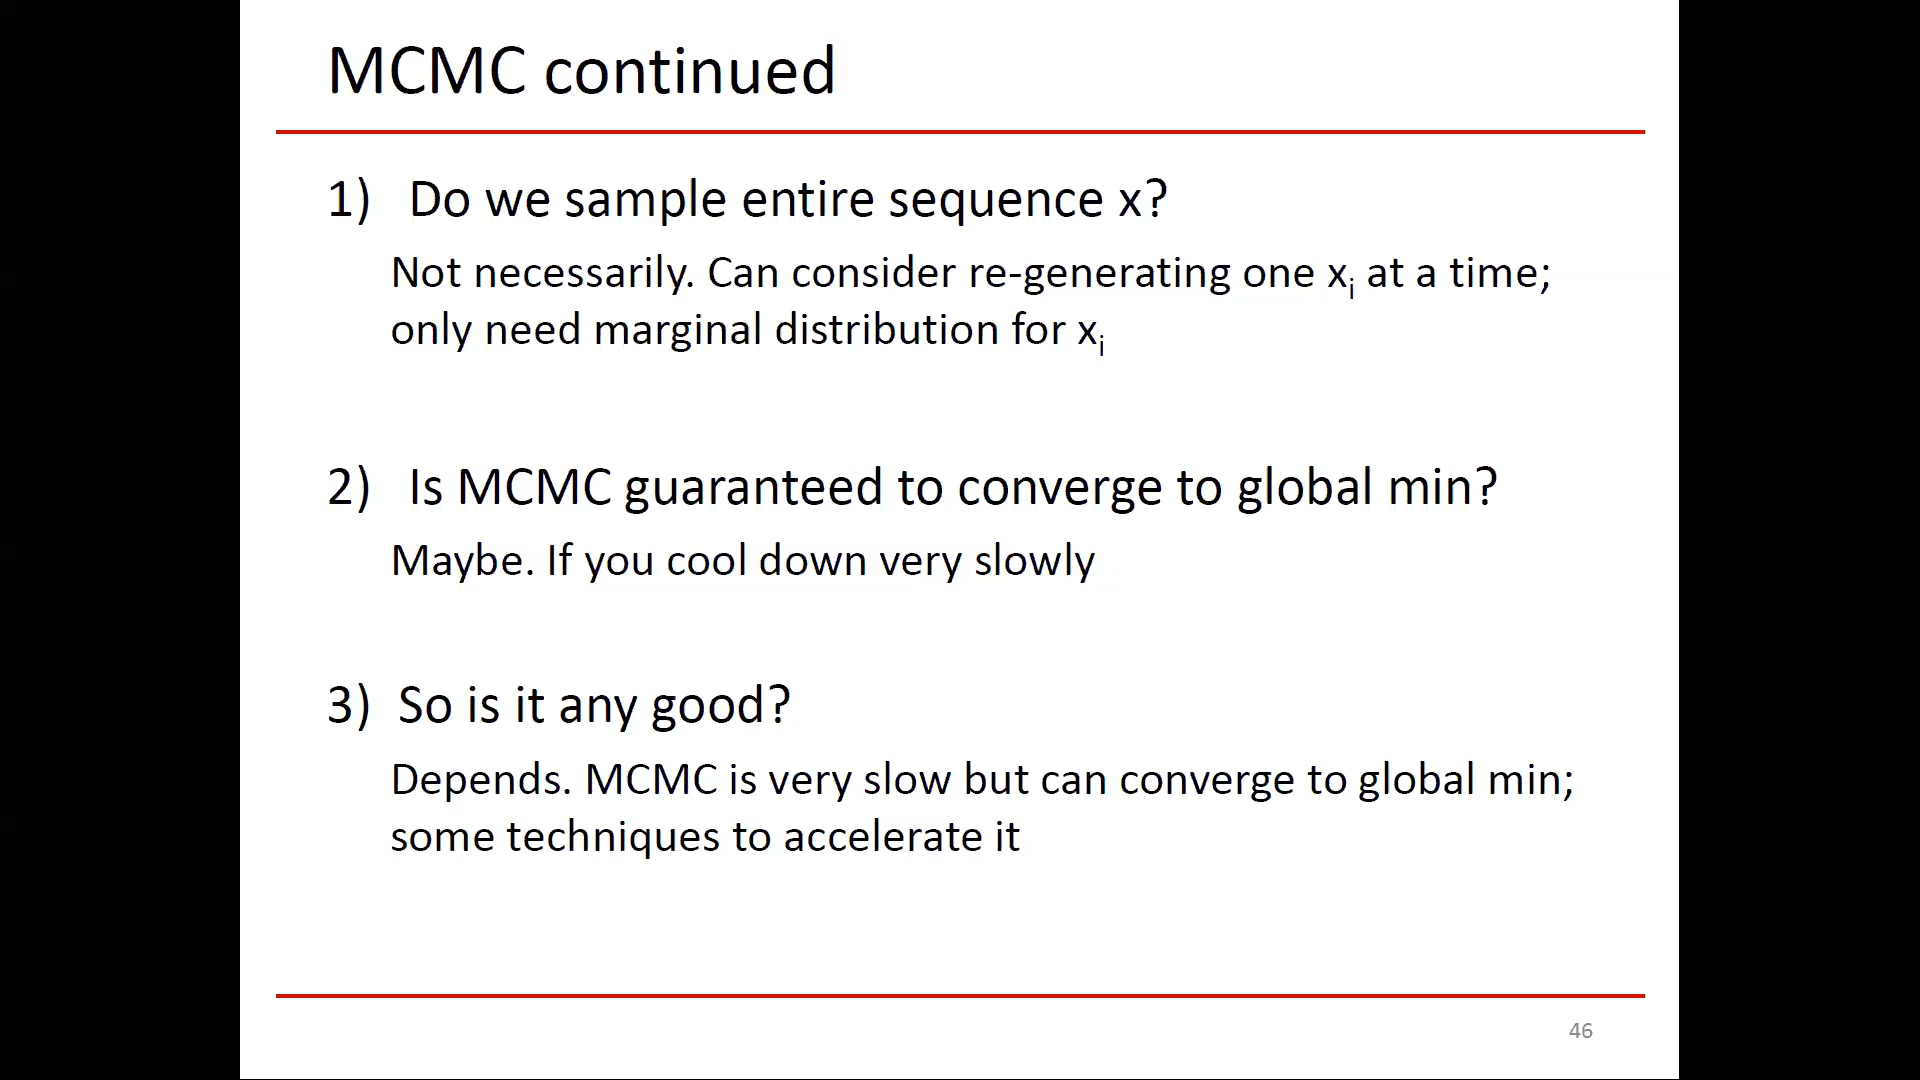 MCMC continued
1) Do we sample entire sequence x?
Not necessarily. Can consider re-generating one xᵢ at a time;
only need marginal distribution for xᵢ
2) Is MCMC guaranteed to converge to global min?
Maybe. If you cool down very slowly
3) So is it any good?
Depends. MCMC is very slow but can converge to global min;
some techniques to accelerate it
46